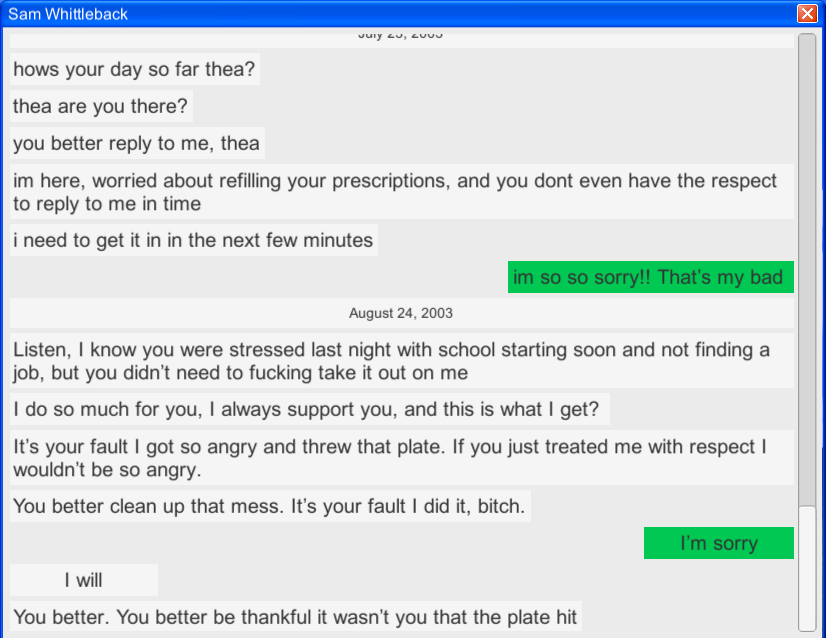 Sam Whittleback
July 25, 2003
hows your day so far thea?
thea are you there?
you better reply to me, thea
im here, worried about refilling your prescriptions, and you dont even have the respect
to reply to me in time
i need to get it in in the next few minutes
im so so sorry!! That's my bad
August 24, 2003
Listen, I know you were stressed last night with school starting soon and not finding a
job, but you didn't need to fucking take it out on me
I do so much for you, I always support you, and this is what I get?
It's your fault I got so angry and threw that plate. If you just treated me with respect I
wouldn't be so angry.
You better clean up that mess. It's your fault I did it, bitch.
I'm sorry
I will
You better. You better be thankful it wasn't you that the plate hit